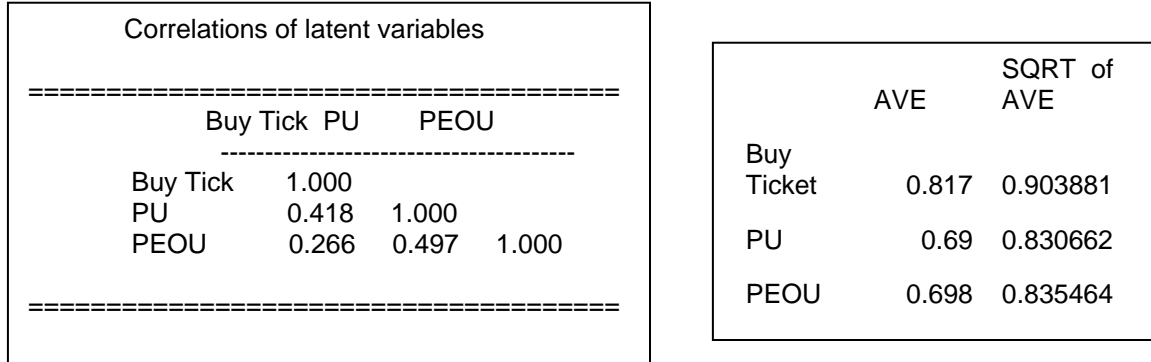 Correlations of latent variables
========================================
Buy Tick PU PEOU
----------------------------------------
Buy Tick 1.000
PU 0.418 1.000
PEOU 0.266 0.497 1.000
========================================
SQRT of
AVE AVE
Buy
Ticket 0.817 0.903881
PU 0.69 0.830662
PEOU 0.698 0.835464